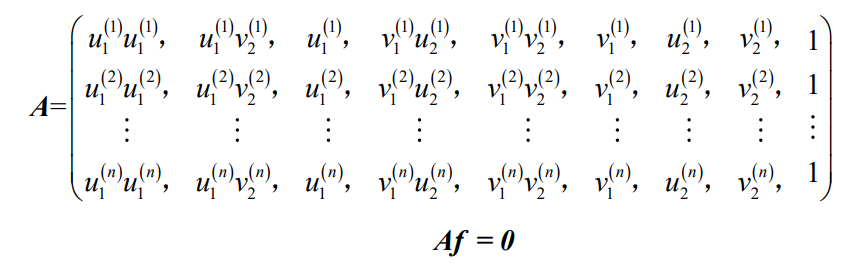 u₁⁽¹⁾u₁⁽¹⁾, u₁⁽¹⁾v₂⁽¹⁾, u₁⁽¹⁾, v₁⁽¹⁾u₂⁽¹⁾, v₁⁽¹⁾v₂⁽¹⁾, v₁⁽¹⁾, u₂⁽¹⁾, v₂⁽¹⁾, 1
u₁⁽²⁾u₁⁽²⁾, u₁⁽²⁾v₂⁽²⁾, u₁⁽²⁾, v₁⁽²⁾u₂⁽²⁾, v₁⁽²⁾v₂⁽²⁾, v₁⁽²⁾, u₂⁽²⁾, v₂⁽²⁾, 1
A=
⋮ ⋮ ⋮ ⋮ ⋮ ⋮ ⋮ ⋮ ⋮
u₁⁽ⁿ⁾u₁⁽ⁿ⁾, u₁⁽ⁿ⁾v₂⁽ⁿ⁾, u₁⁽ⁿ⁾, v₁⁽ⁿ⁾u₂⁽ⁿ⁾, v₁⁽ⁿ⁾v₂⁽ⁿ⁾, v₁⁽ⁿ⁾, u₂⁽ⁿ⁾, v₂⁽ⁿ⁾, 1
Af = 0